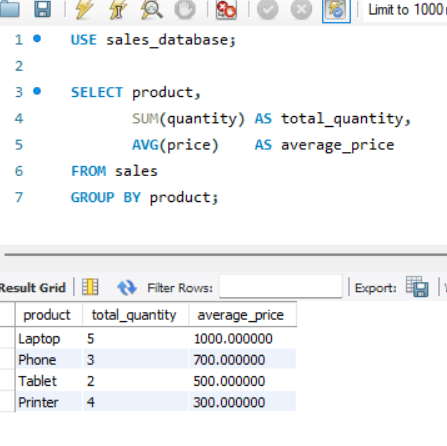 Limit to 1000
1 USE sales_database;
2
3 SELECT product,
4 SUM(quantity) AS total_quantity,
5 AVG(price) AS average_price
6 FROM sales
7 GROUP BY product;
Result Grid Filter Rows: Export:
product total_quantity average_price
Laptop 5 1000.000000
Phone 3 700.000000
Tablet 2 500.000000
Printer 4 300.000000